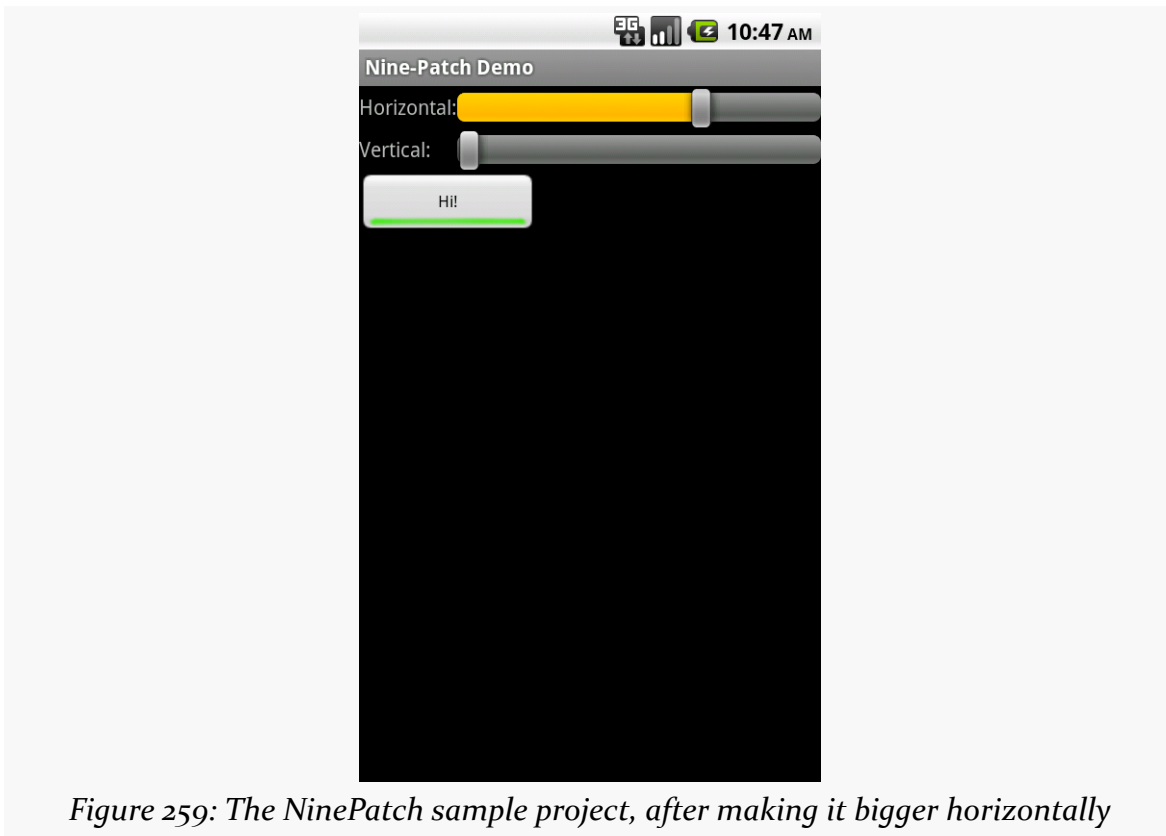 3G 10:47 AM
Nine-Patch Demo
Horizontal:
Vertical:
Hi!
Figure 259: The NinePatch sample project, after making it bigger horizontally